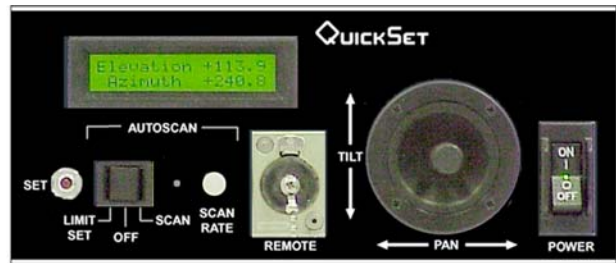 QUICKSET
Elevation +113.9
Azimuth +240.8
AUTOSCAN
SET
LIMIT SET
OFF
SCAN
SCAN RATE
REMOTE
TILT
PAN
ON
I
O
OFF
POWER